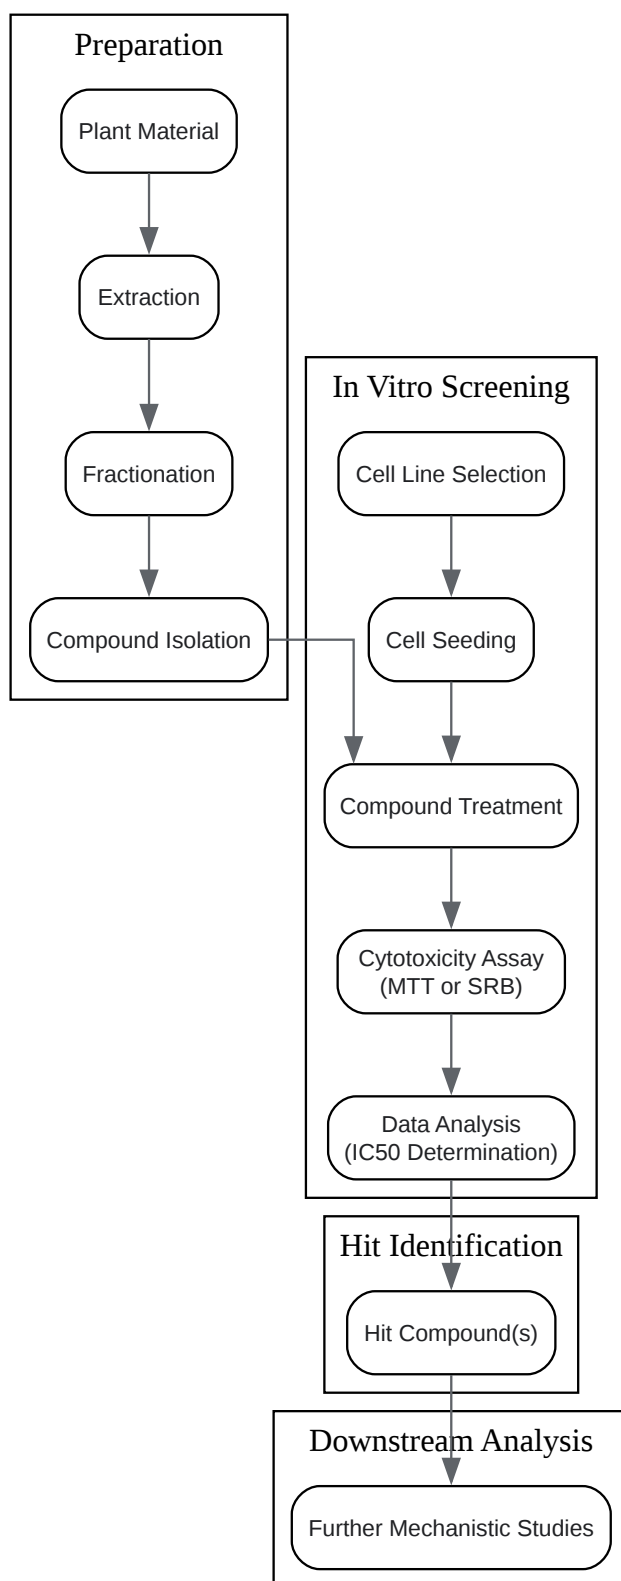 Preparation
Plant Material
Extraction
Fractionation
Compound Isolation
In Vitro Screening
Cell Line Selection
Cell Seeding
Compound Treatment
Cytotoxicity Assay
(MTT or SRB)
Data Analysis
(IC50 Determination)
Hit Identification
Hit Compound(s)
Downstream Analysis
Further Mechanistic Studies